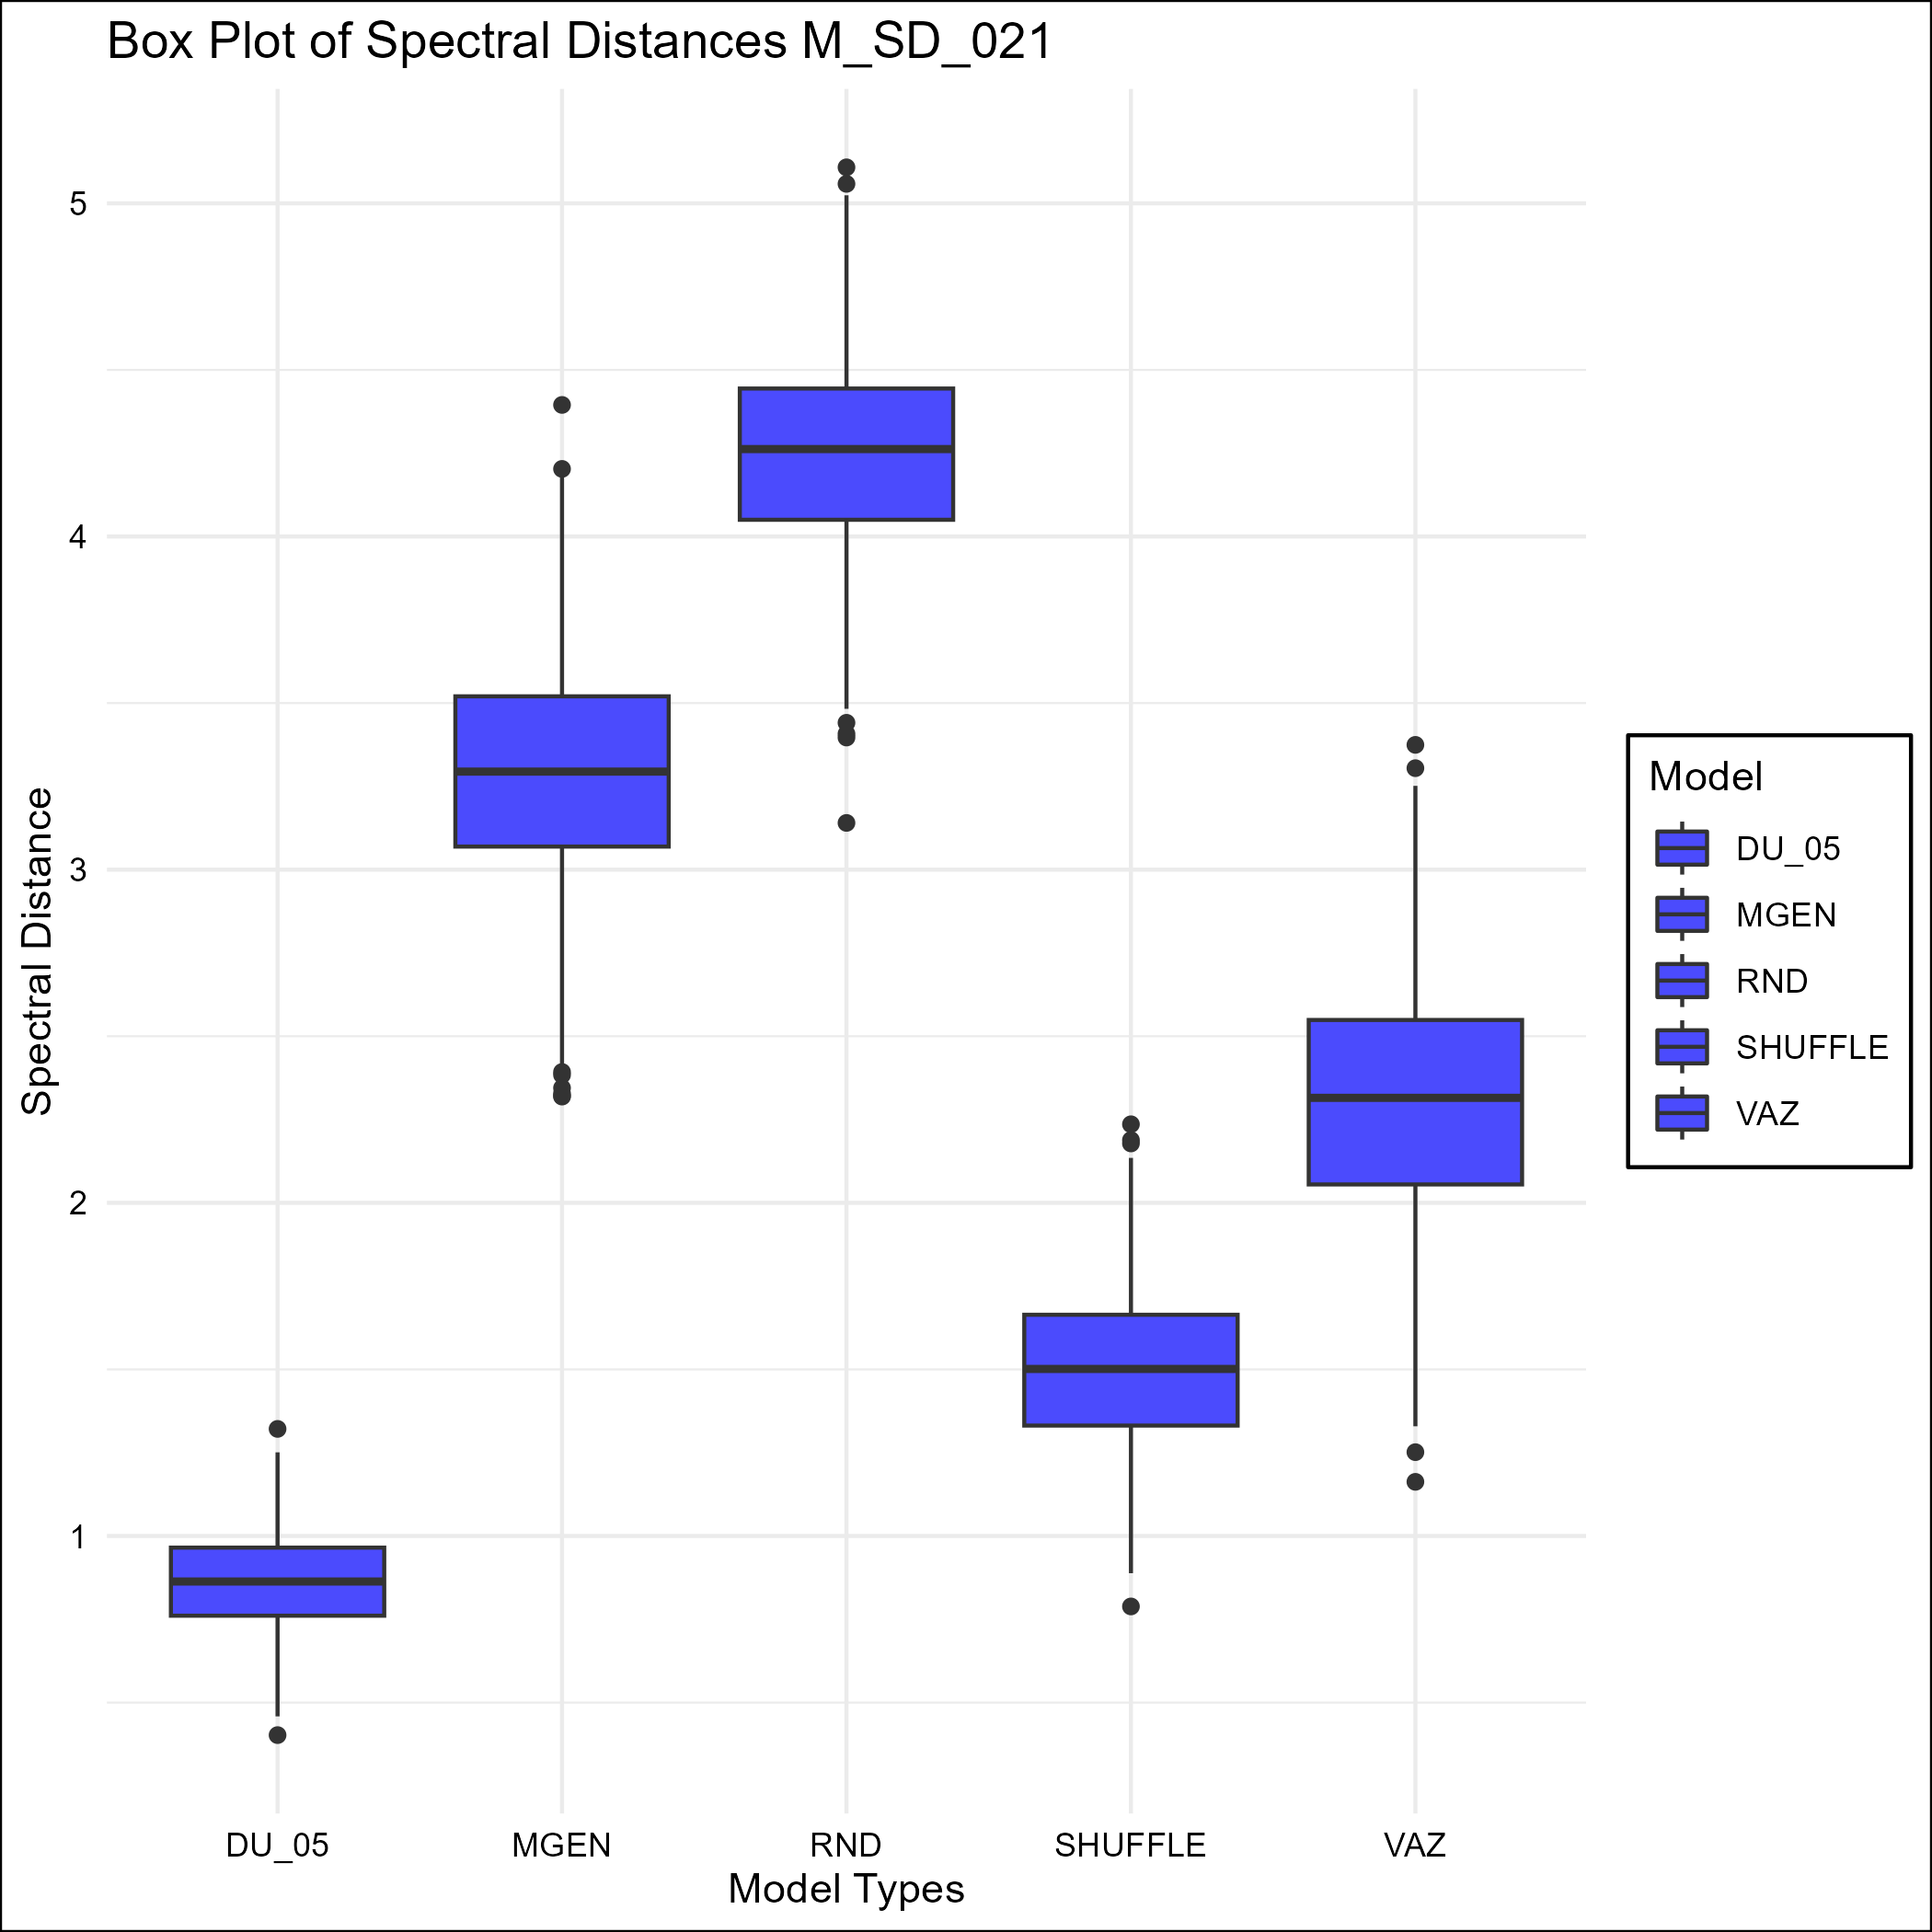 Box Plot of Spectral Distances M_SD_021
Spectral Distance
5
4
3
2
1
DU_05
MGEN
RND
SHUFFLE
VAZ
Model Types
Model
DU_05
MGEN
RND
SHUFFLE
VAZ